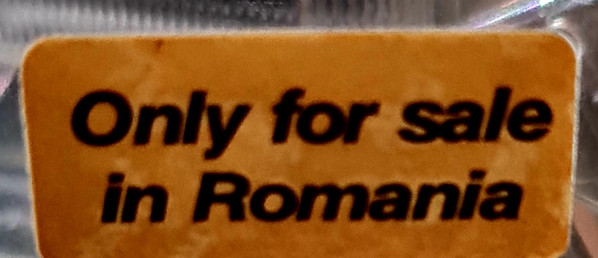 Only for sale
in Romania